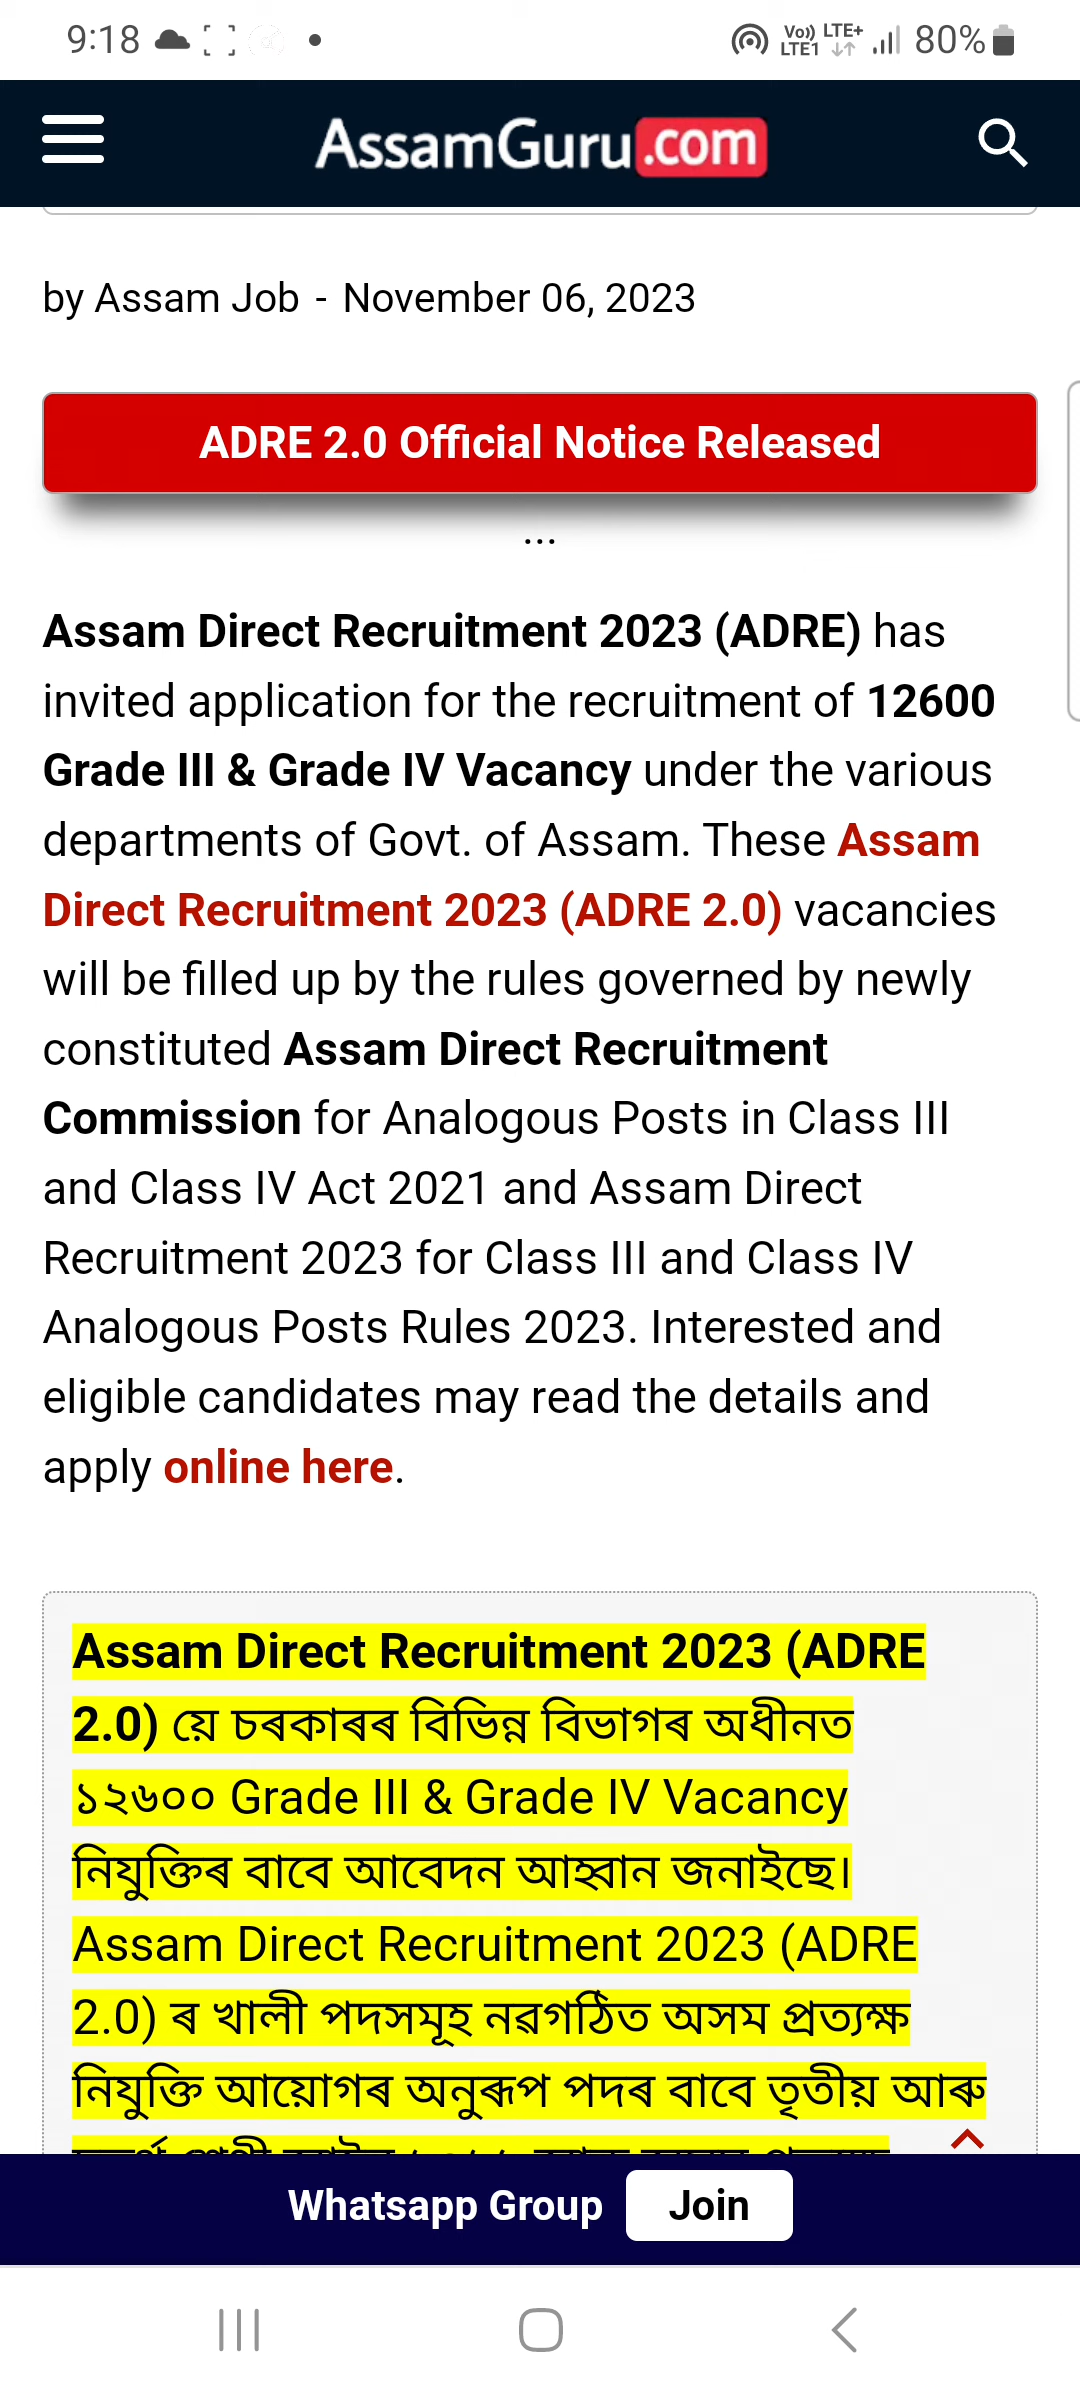 9:18
Vo)) LTE+
LTE1
80%
AssamGuru.com
by Assam Job - November 06, 2023
ADRE 2.0 Official Notice Released
...
Assam Direct Recruitment 2023 (ADRE) has
invited application for the recruitment of 12600
Grade III & Grade IV Vacancy under the various
departments of Govt. of Assam. These Assam
Direct Recruitment 2023 (ADRE 2.0) vacancies
will be filled up by the rules governed by newly
constituted Assam Direct Recruitment
Commission for Analogous Posts in Class III
and Class IV Act 2021 and Assam Direct
Recruitment 2023 for Class III and Class IV
Analogous Posts Rules 2023. Interested and
eligible candidates may read the details and
apply online here.
Assam Direct Recruitment 2023 (ADRE
2.0) য়ে চৰকাৰৰ বিভিন্ন বিভাগৰ অধীনত
১২৬০০ Grade III & Grade IV Vacancy
নিযুক্তিৰ বাবে আবেদন আহ্বান জনাইছে।
Assam Direct Recruitment 2023 (ADRE
2.0) ৰ খালী পদসমূহ নৱগঠিত অসম প্ৰত্যক্ষ
নিযুক্তি আয়োগৰ অনুৰূপ পদৰ বাবে তৃতীয় আৰু
Whatsapp Group
Join